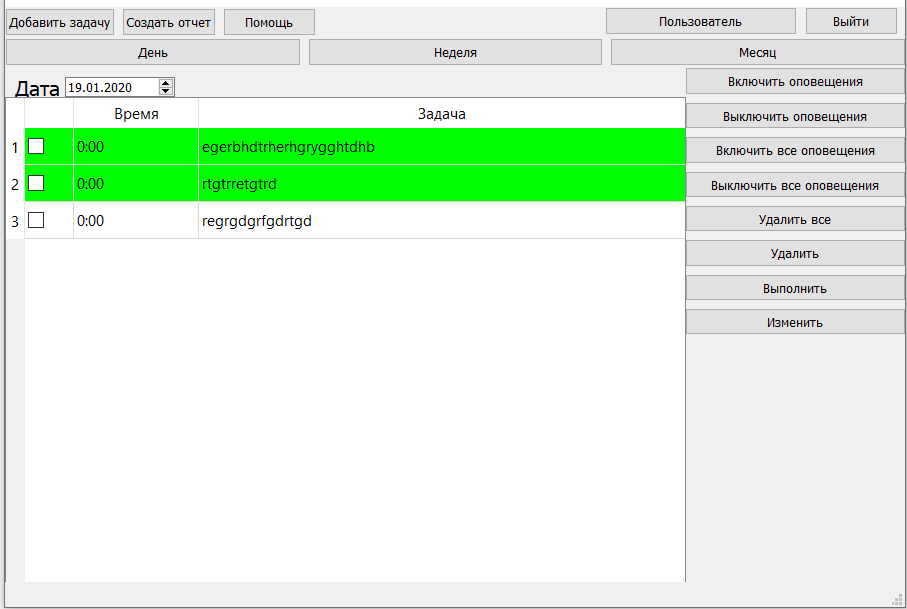 Добавить задачу Создать отчет Помощь Пользователь Выйти
День Неделя Месяц
Дата 19.01.2020
Время Задача
1 0:00 egerbhdtrherhgrygghtdhb
2 0:00 rtgtrretgtrd
3 0:00 regrgdgrfgdrtgd
Включить оповещения
Выключить оповещения
Включить все оповещения
Выключить все оповещения
Удалить все
Удалить
Выполнить
Изменить